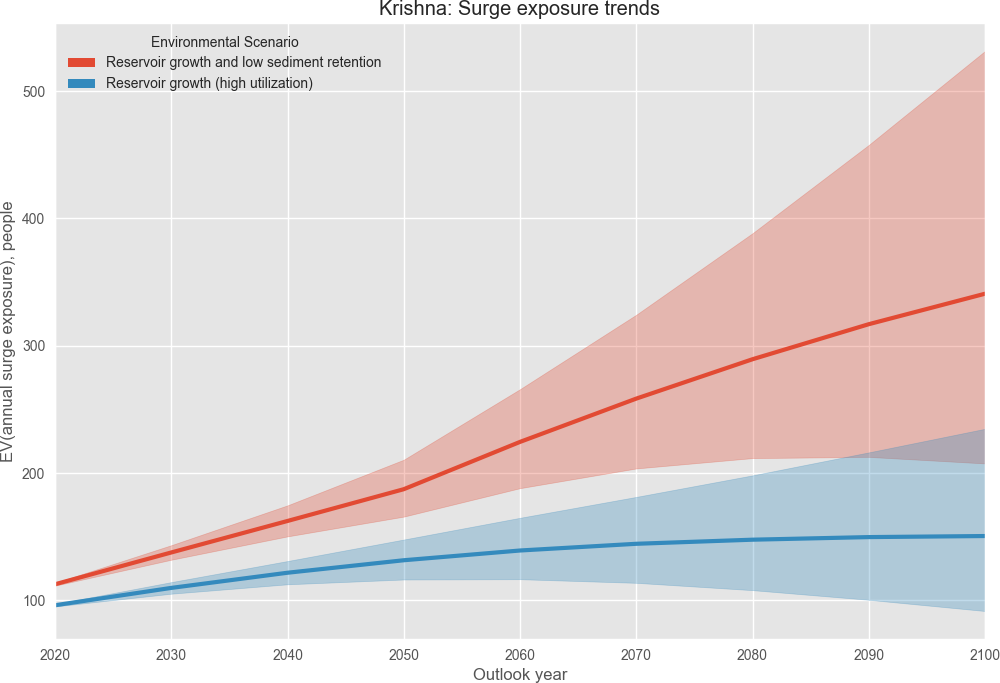 Krishna: Surge exposure trends
Environmental Scenario
Reservoir growth and low sediment retention
Reservoir growth (high utilization)
EV(annual surge exposure), people
500
400
300
200
100
2020 2030 2040 2050 2060 2070 2080 2090 2100
Outlook year